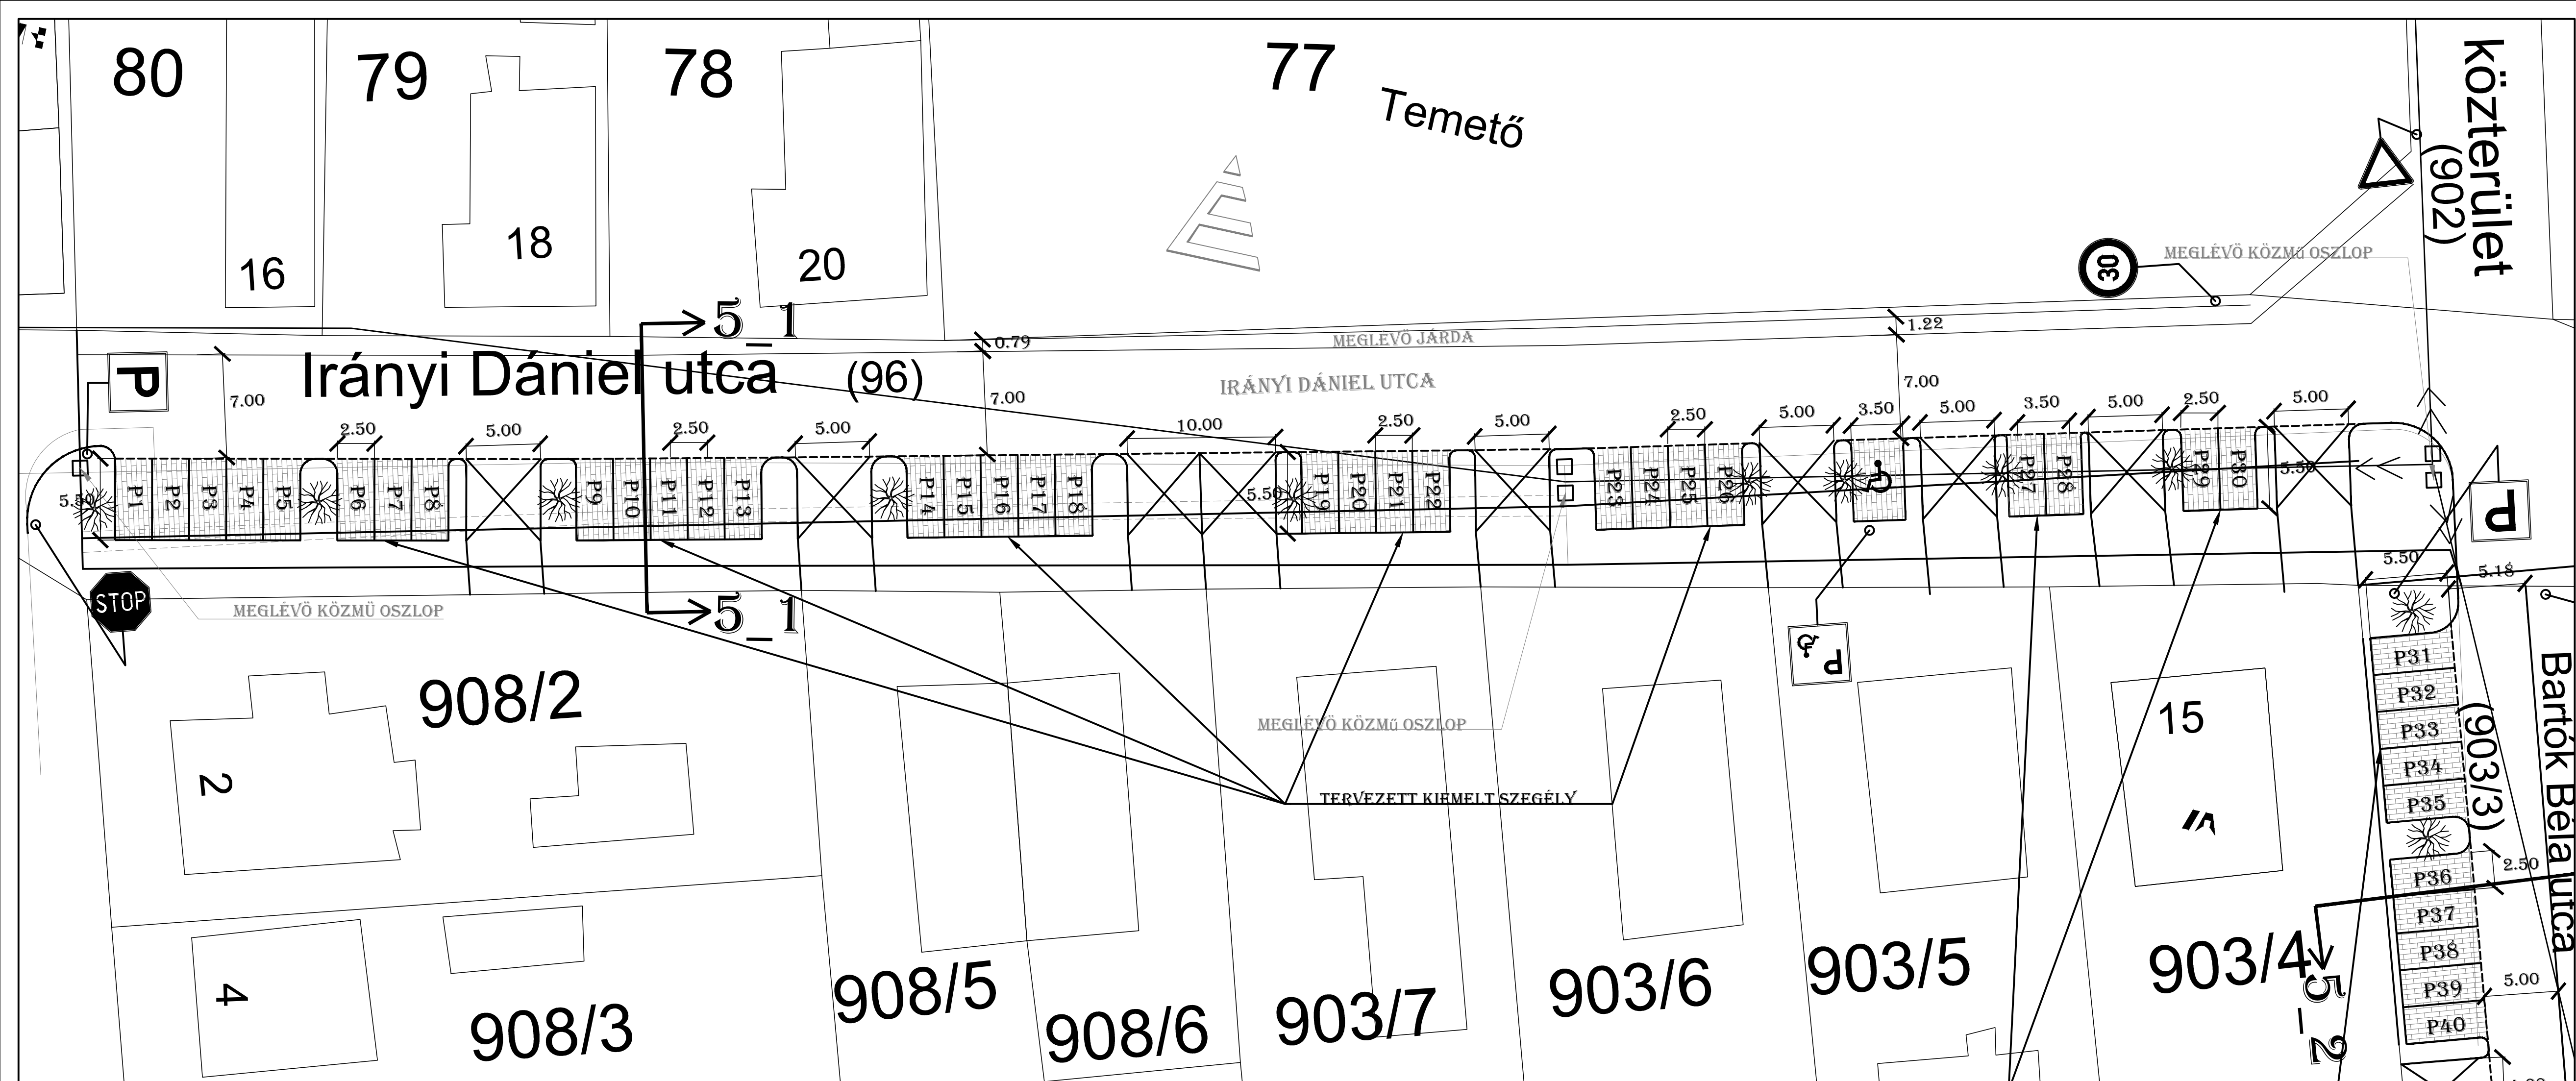 80
79
78
77
Temető
közterület
(902)
16
18
20
30
MEGLÉVŐ KÖZMŰ OSZLOP
5_1
0.79
MEGLÉVŐ JÁRDA
1.22
P
Irányi Dániel utca (96)
IRÁNYI DÁNIEL UTCA
7.00
7.00
7.00
2.50
5.00
2.50
5.00
10.00
2.50
5.00
2.50
5.00
3.50
5.00
3.50
5.00
2.50
5.00
5.50
P1
P2
P3
P4
P5
P6
P7
P8
P9
P10
P11
P12
P13
P14
P15
P16
P17
P18
5.50
P19
P20
P21
P22
P23
P24
P25
P26
P27
P28
P29
P30
5.50
P
STOP
MEGLÉVŐ KÖZMŰ OSZLOP
5_1
5.50
5.18
P
908/2
2
MEGLÉVŐ KÖZMŰ OSZLOP
TERVEZETT KIEMELT SZEGÉLY
15
P31
P32
P33
P34
P35
(903/3)
Bartók Béla utca
2.50
P36
P37
P38
P39
P40
5.00
4
908/3
908/5
908/6
903/7
903/6
903/5
903/4
5_2